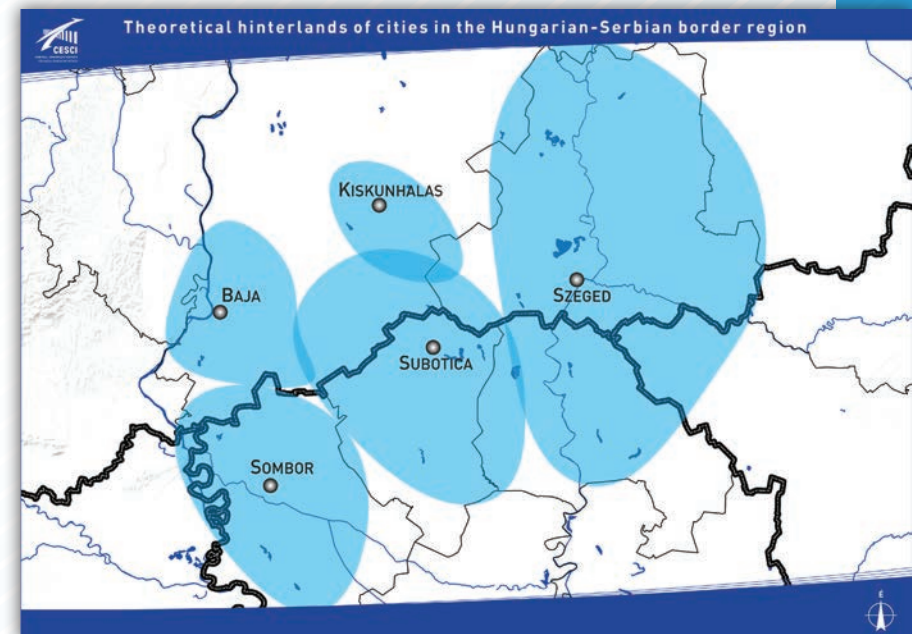 Theoretical hinterlands of cities in the Hungarian-Serbian border region
CESCI
KISKUNHALAS
BAJA
SZEGED
SUBOTICA
SOMBOR
É